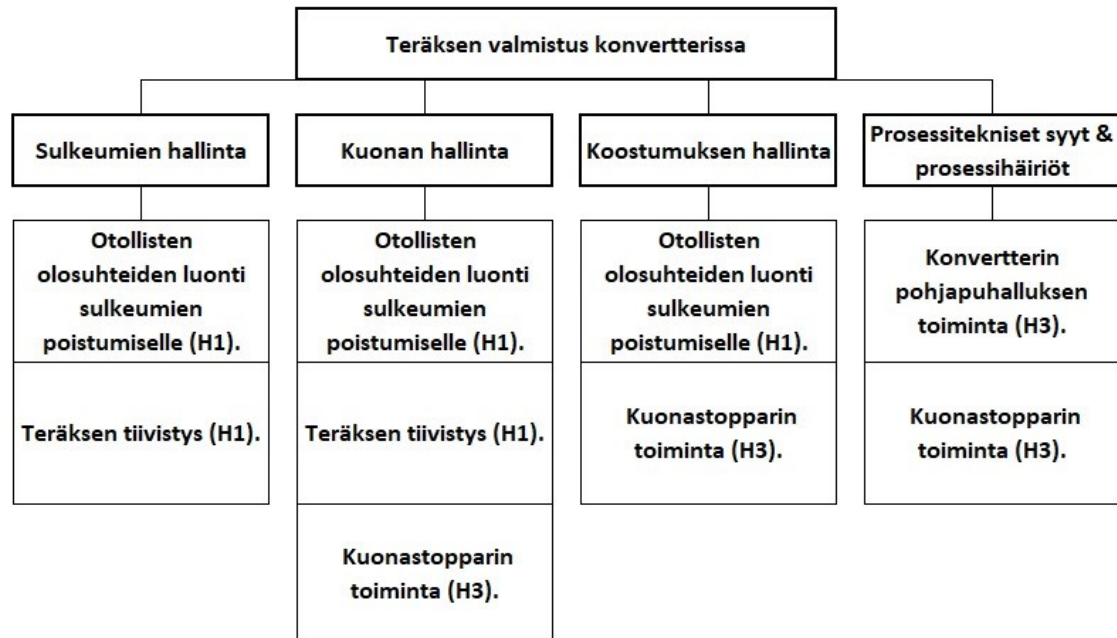 Teräksen valmistus konvertterissa
Sulkeumien hallinta
Kuonan hallinta
Koostumuksen hallinta
Prosessitekniset syyt &
prosessihäiriöt
Otollisten
olosuhteiden luonti
sulkeumien
poistumiselle (H1).
Otollisten
olosuhteiden luonti
sulkeumien
poistumiselle (H1).
Otollisten
olosuhteiden luonti
sulkeumien
poistumiselle (H1).
Konvertterin
pohjapuhalluksen
toiminta (H3).
Teräksen tiivistys (H1).
Teräksen tiivistys (H1).
Kuonastopparin
toiminta (H3).
Kuonastopparin
toiminta (H3).
Kuonastopparin
toiminta (H3).